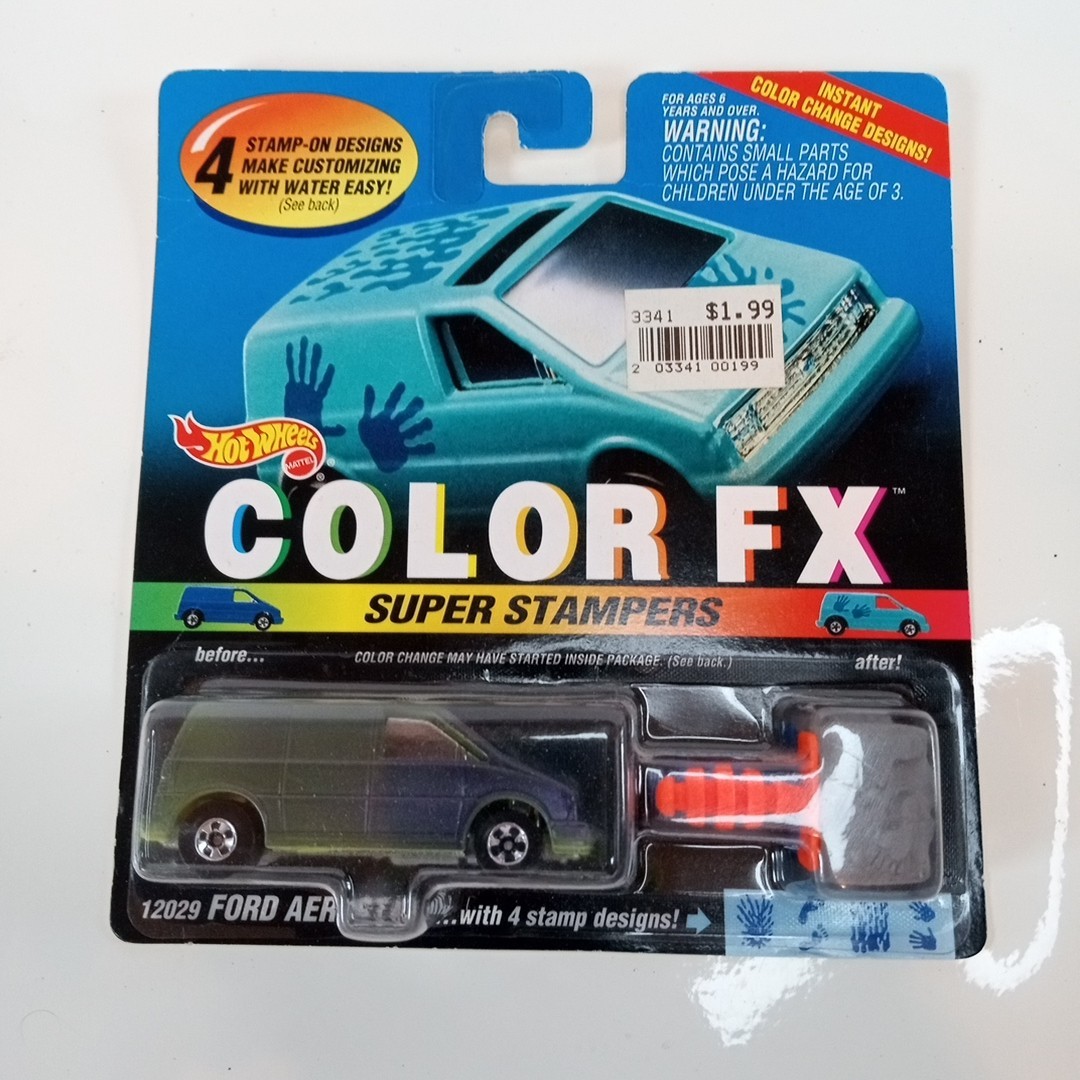 4
STAMP-ON DESIGNS
MAKE CUSTOMIZING
WITH WATER EASY!
(See back)
FOR AGES 6
YEARS AND OVER.
WARNING:
CONTAINS SMALL PARTS
WHICH POSE A HAZARD FOR
CHILDREN UNDER THE AGE OF 3.
INSTANT
COLOR CHANGE DESIGNS!
3341 $1.99
2 03341 00199
HOT WHEELS
MATTEL
®
®
COLOR FX™
SUPER STAMPERS
before...
COLOR CHANGE MAY HAVE STARTED INSIDE PACKAGE. (See back.)
after!
12029 FORD AER
...with 4 stamp designs!